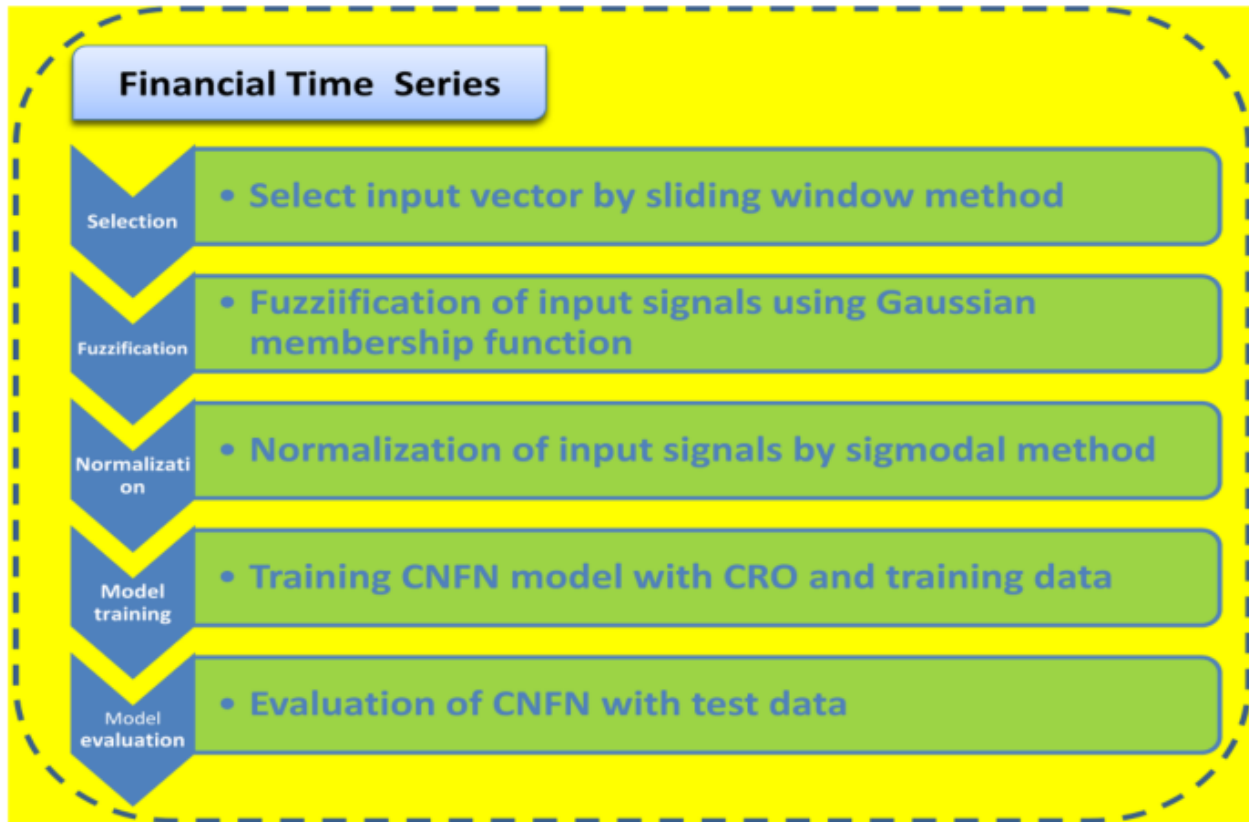 Financial Time Series
Selection
• Select input vector by sliding window method
Fuzzification
• Fuzziification of input signals using Gaussian
membership function
Normalizati
on
• Normalization of input signals by sigmodal method
Model
training
• Training CNFN model with CRO and training data
Model
evaluation
• Evaluation of CNFN with test data